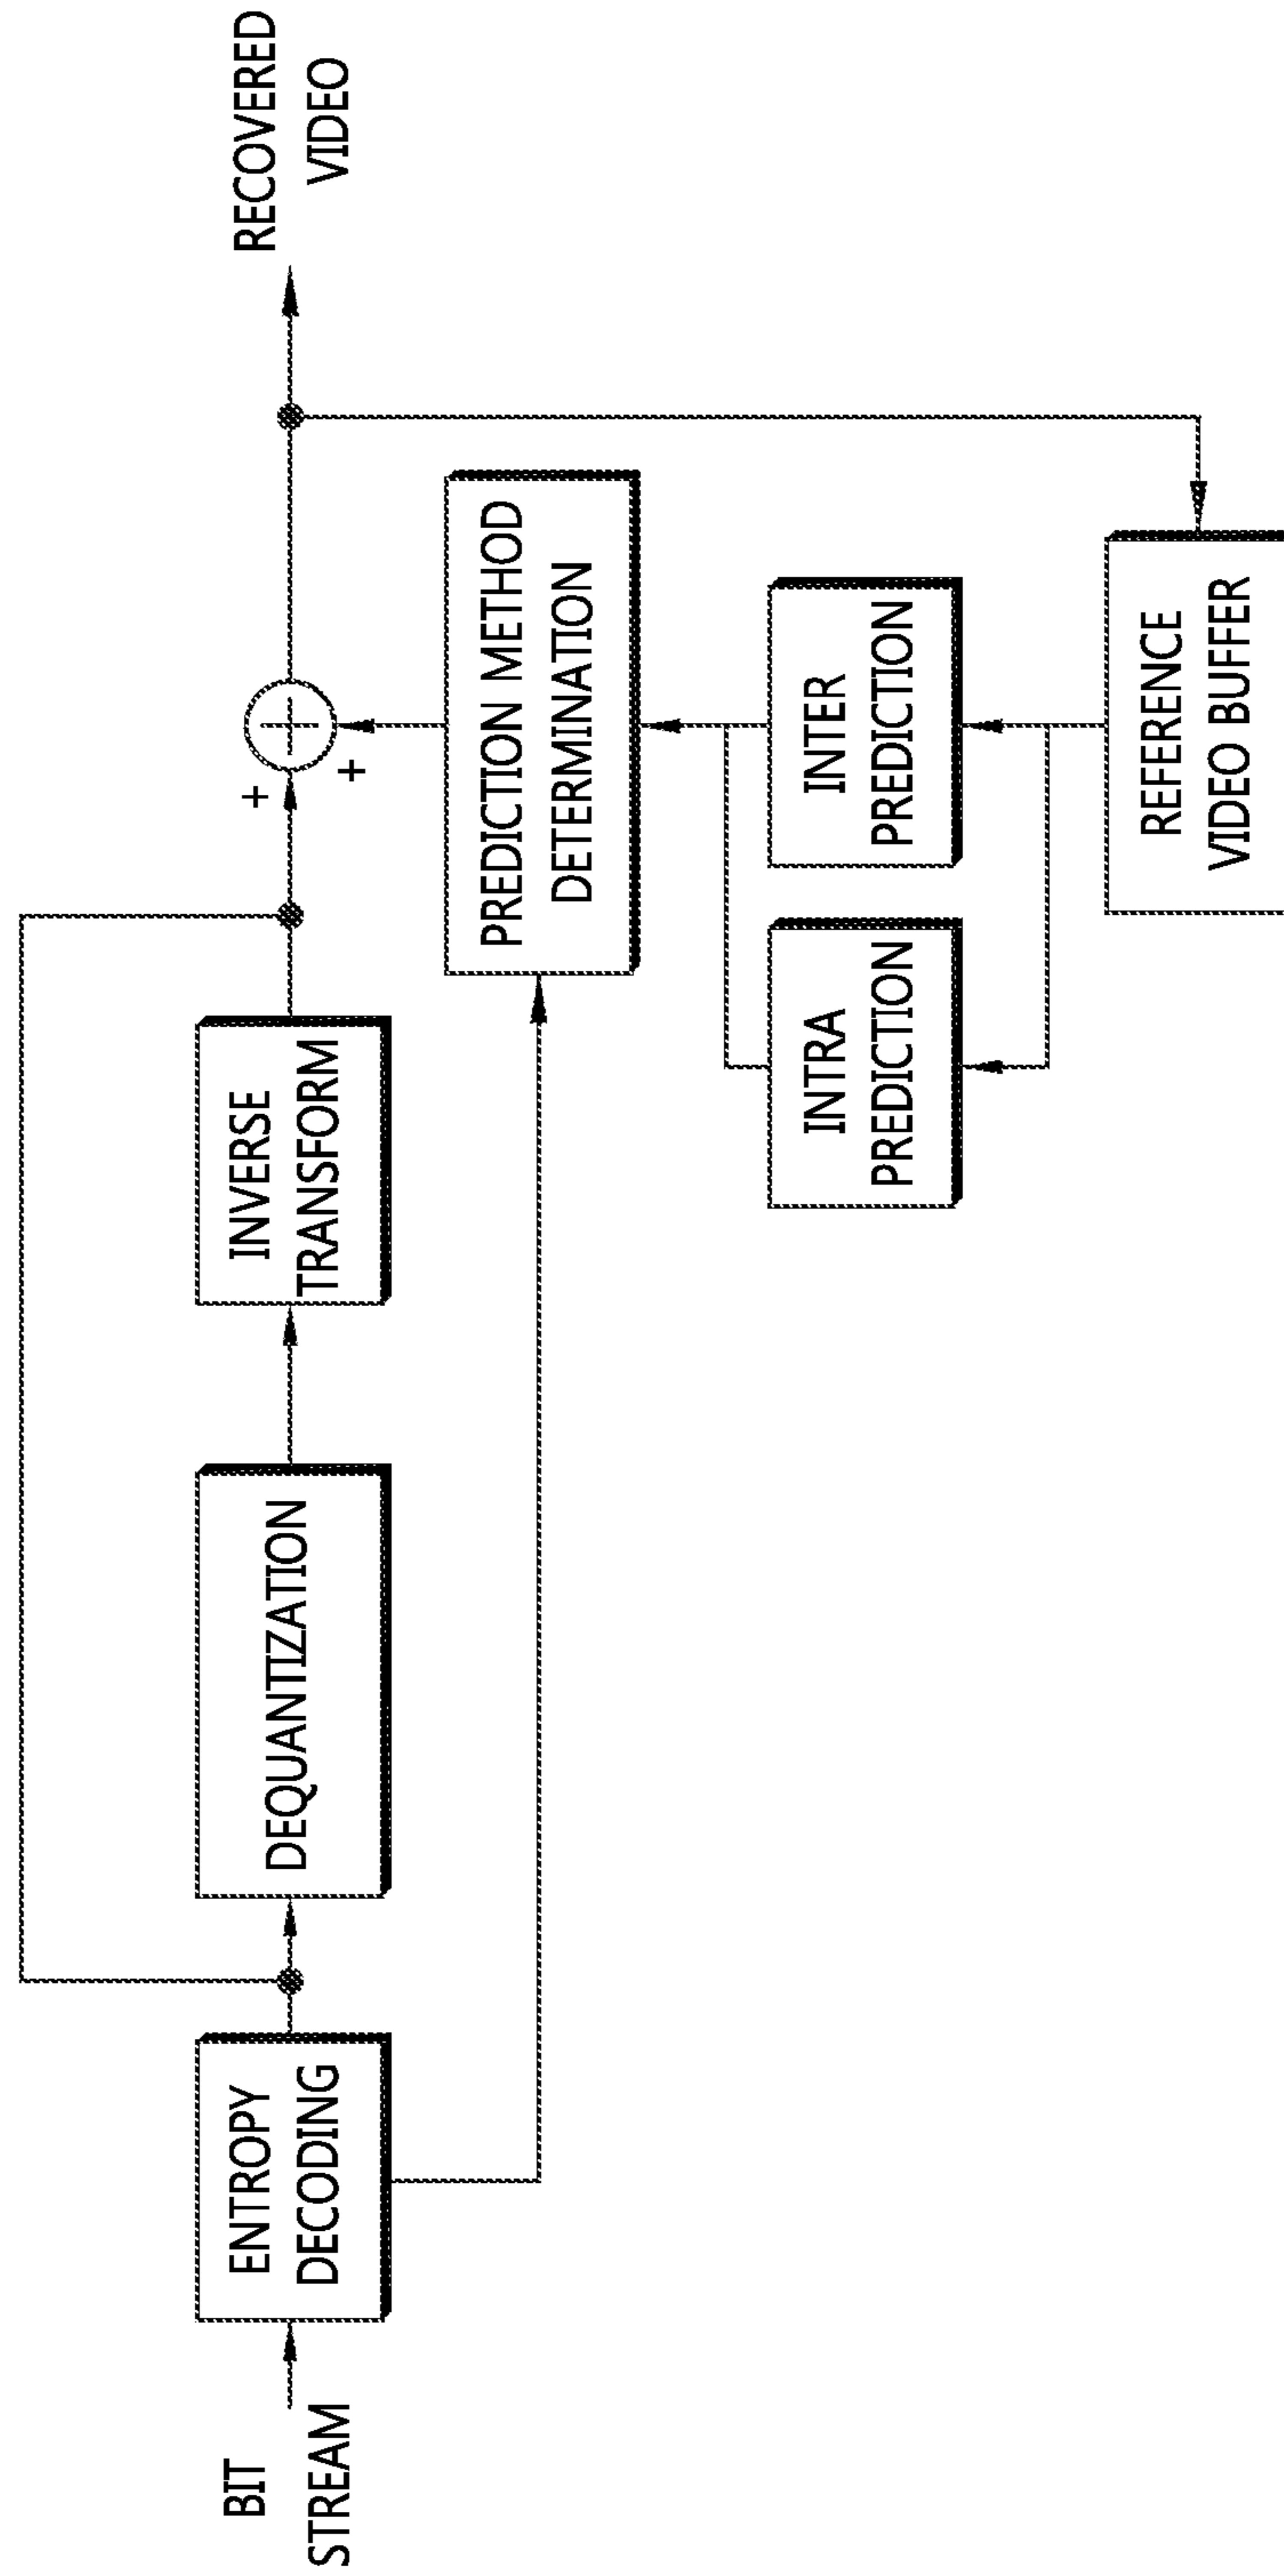 BIT
STREAM
ENTROPY
DECODING
DEQUANTIZATION
INVERSE
TRANSFORM
+
+
RECOVERED
VIDEO
PREDICTION METHOD
DETERMINATION
INTRA
PREDICTION
INTER
PREDICTION
REFERENCE
VIDEO BUFFER